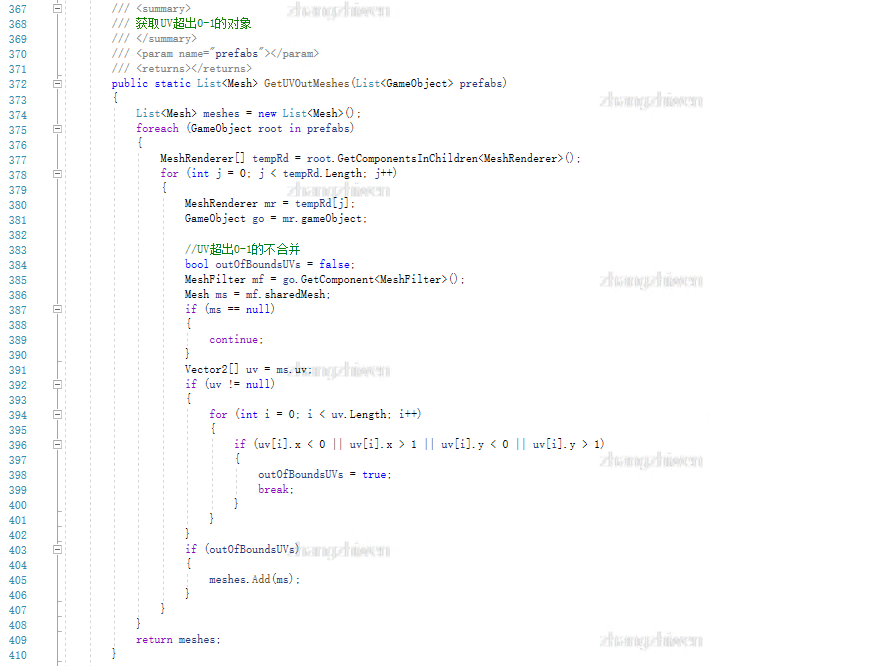 367 /// <summary>
368 /// 获取UV超出0-1的对象
369 /// </summary>
370 /// <param name="prefabs"></param>
371 /// <returns></returns>
372 public static List<Mesh> GetUVOutMeshes(List<GameObject> prefabs)
373 {
374 List<Mesh> meshes = new List<Mesh>();
375 foreach (GameObject root in prefabs)
376 {
377 MeshRenderer[] tempRd = root.GetComponentsInChildren<MeshRenderer>();
378 for (int j = 0; j < tempRd.Length; j++)
379 {
380 MeshRenderer mr = tempRd[j];
381 GameObject go = mr.gameObject;
382
383 //UV超出0-1的不合并
384 bool outOfBoundsUVs = false;
385 MeshFilter mf = go.GetComponent<MeshFilter>();
386 Mesh ms = mf.sharedMesh;
387 if (ms == null)
388 {
389 continue;
390 }
391 Vector2[] uv = ms.uv;
392 if (uv != null)
393 {
394 for (int i = 0; i < uv.Length; i++)
395 {
396 if (uv[i].x < 0 || uv[i].x > 1 || uv[i].y < 0 || uv[i].y > 1)
397 {
398 outOfBoundsUVs = true;
399 break;
400 }
401 }
402 }
403 if (outOfBoundsUVs)
404 {
405 meshes.Add(ms);
406 }
407 }
408 }
409 return meshes;
410 }
zhangzhiwen
zhangzhiwen
zhangzhiwen
zhangzhiwen
zhangzhiwen
zhangzhiwen
zhangzhiwen
zhangzhiwen